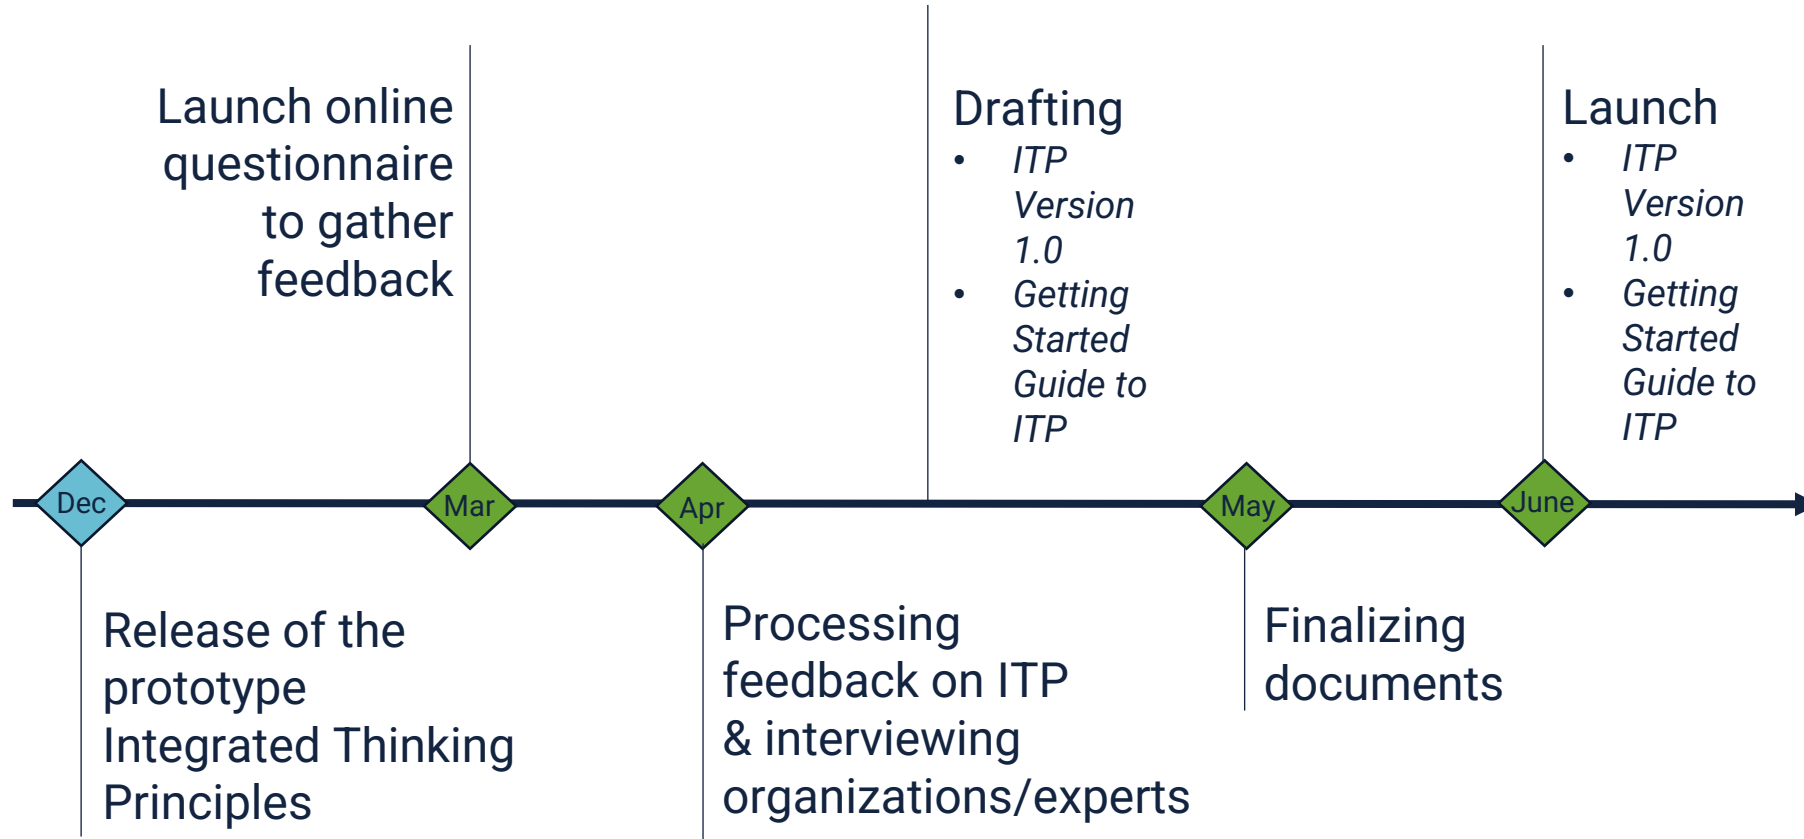 Launch online
questionnaire
to gather
feedback
Drafting
• ITP
Version
1.0
• Getting
Started
Guide to
ITP
Launch
• ITP
Version
1.0
• Getting
Started
Guide to
ITP
Dec
Mar
Apr
May
June
Release of the
prototype
Integrated Thinking
Principles
Processing
feedback on ITP
& interviewing
organizations/experts
Finalizing
documents